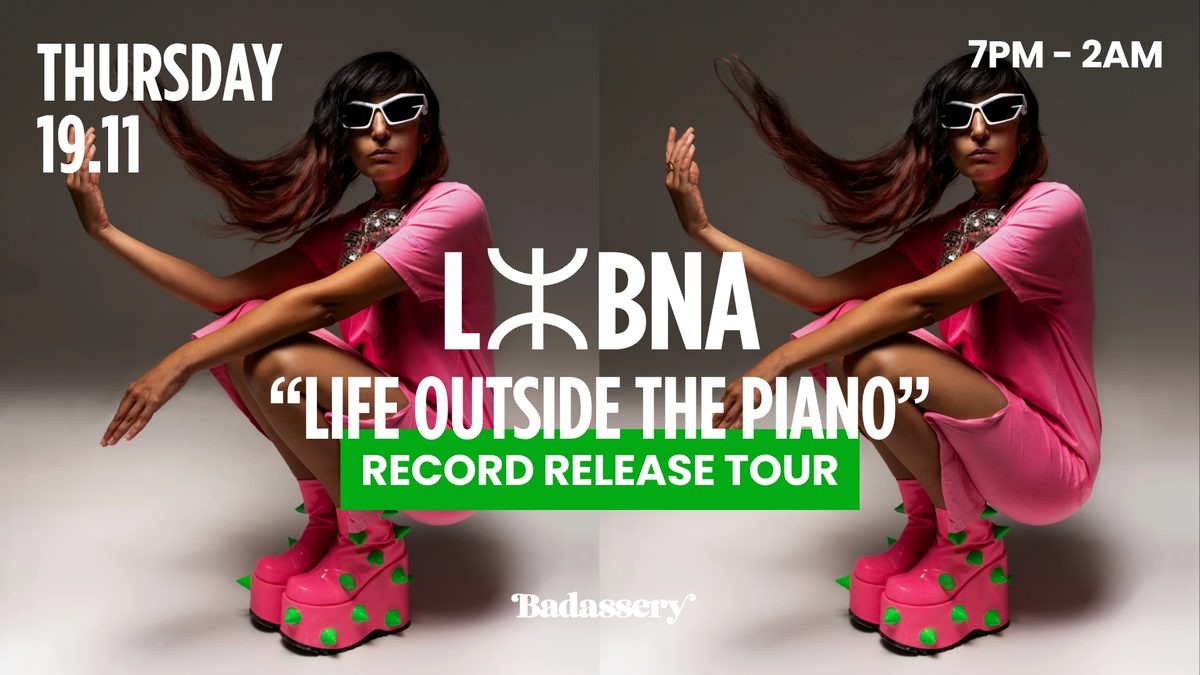 THURSDAY
19.11
7PM - 2AM
LⵣBNA
“LIFE OUTSIDE THE PIANO”
RECORD RELEASE TOUR
Badassery